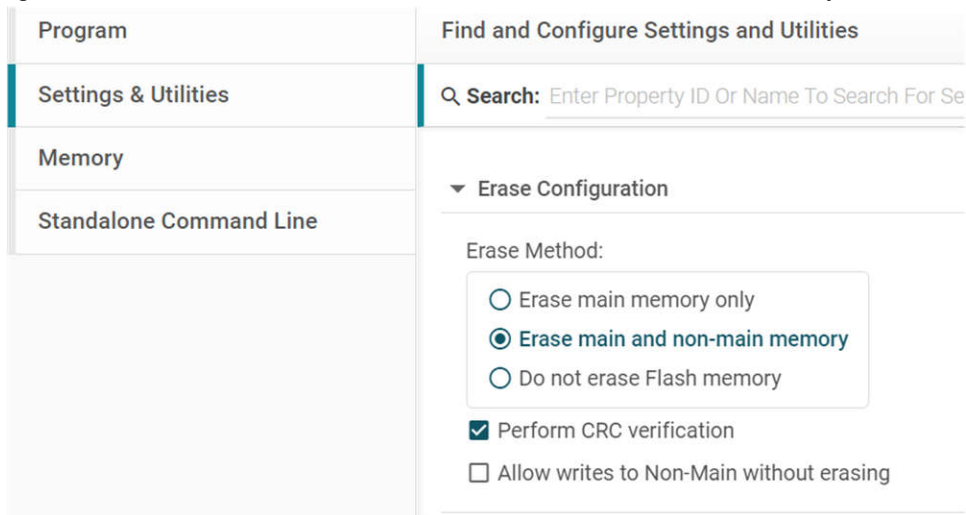 Program
Settings & Utilities
Memory
Standalone Command Line
Find and Configure Settings and Utilities
Search: Enter Property ID Or Name To Search For Se
Erase Configuration
Erase Method:
Erase main memory only
Erase main and non-main memory
Do not erase Flash memory
Perform CRC verification
Allow writes to Non-Main without erasing